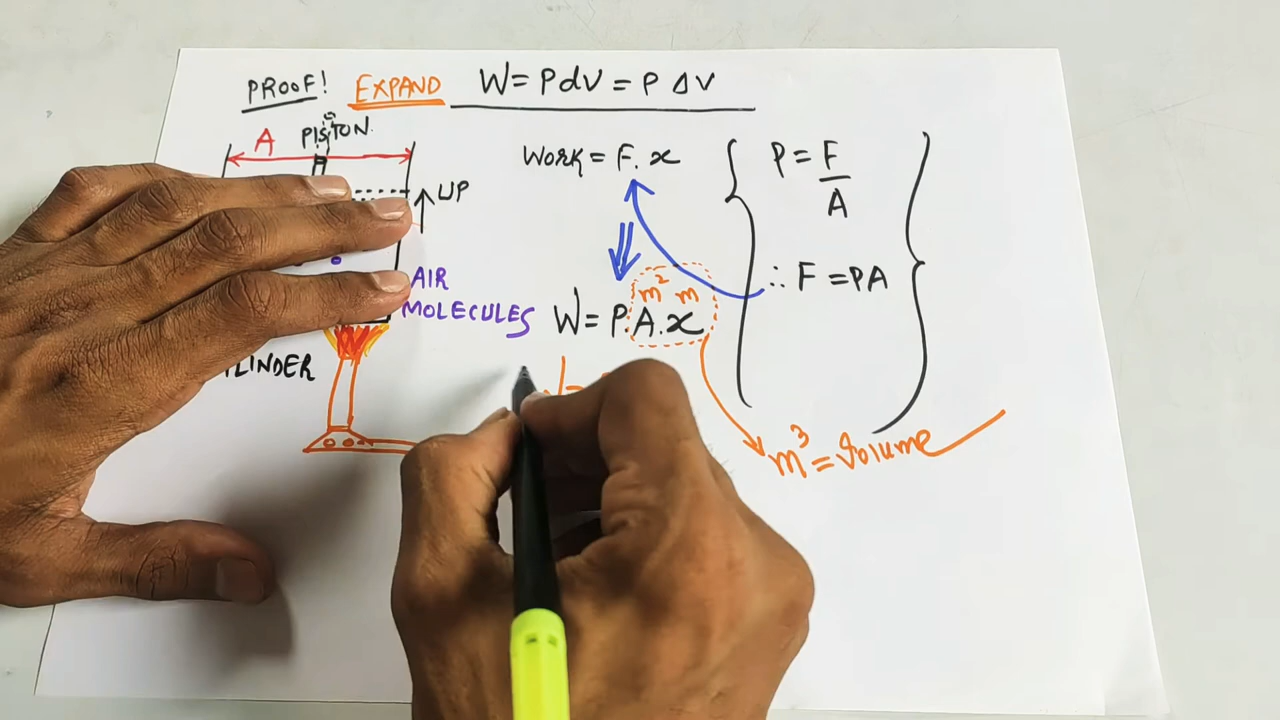 PROOF! EXPAND W = PdV = P ΔV
A PISTON
WORK = F. x
P = F/A
UP
∴ F = PA
AIR
MOLECULES
m² m
W = P.A.x
LINDER
m³ = Volume